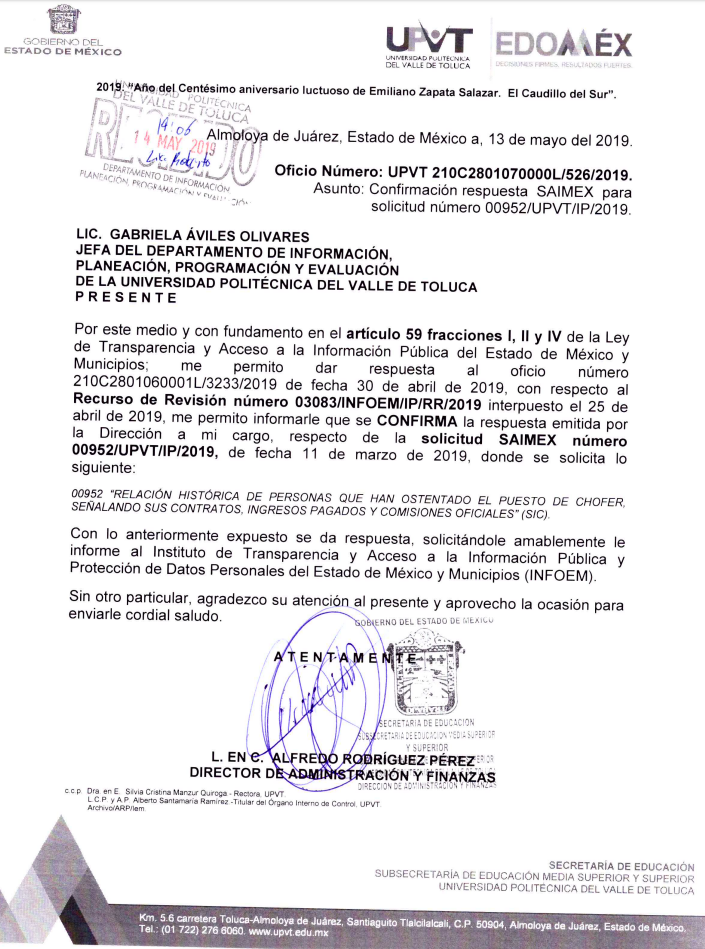 GOBIERNO DEL
ESTADO DE MÉXICO
UPVT
UNIVERSIDAD POLITÉCNICA
DEL VALLE DE TOLUCA
EDOMÉX
DECISIONES FIRMES, RESULTADOS FUERTES.
2019. "Año del Centésimo aniversario luctuoso de Emiliano Zapata Salazar. El Caudillo del Sur".
POLITÉCNICA
DEL VALLE DE TOLUCA
RECIBIDO
14:06
14 MAY 2019
DEPARTAMENTO DE INFORMACIÓN
PLANEACIÓN, PROGRAMACIÓN Y
Almoloya de Juárez, Estado de México a, 13 de mayo del 2019.
Oficio Número: UPVT 210C2801070000L/526/2019.
Asunto: Confirmación respuesta SAIMEX para
solicitud número 00952/UPVT/IP/2019.
LIC. GABRIELA ÁVILES OLIVARES
JEFA DEL DEPARTAMENTO DE INFORMACIÓN,
PLANEACIÓN, PROGRAMACIÓN Y EVALUACIÓN
DE LA UNIVERSIDAD POLITÉCNICA DEL VALLE DE TOLUCA
P R E S E N T E
Por este medio y con fundamento en el artículo 59 fracciones I, II y IV de la Ley
de Transparencia y Acceso a la Información Pública del Estado de México y
Municipios; me permito dar respuesta al oficio número
210C2801060001L/3233/2019 de fecha 30 de abril de 2019, con respecto al
Recurso de Revisión número 03083/INFOEM/IP/RR/2019 interpuesto el 25 de
abril de 2019, me permito informarle que se CONFIRMA la respuesta emitida por
la Dirección a mi cargo, respecto de la solicitud SAIMEX número
00952/UPVT/IP/2019, de fecha 11 de marzo de 2019, donde se solicita lo
siguiente:
00952 "RELACIÓN HISTÓRICA DE PERSONAS QUE HAN OSTENTADO EL PUESTO DE CHOFER,
SEÑALANDO SUS CONTRATOS, INGRESOS PAGADOS Y COMISIONES OFICIALES" (SIC).
Con lo anteriormente expuesto se da respuesta, solicitándole amablemente le
informe al Instituto de Transparencia y Acceso a la Información Pública y
Protección de Datos Personales del Estado de México y Municipios (INFOEM).
Sin otro particular, agradezco su atención al presente y aprovecho la ocasión para
enviarle cordial saludo.
GOBIERNO DEL ESTADO DE MÉXICO
A T E N T A M E N T E
SECRETARÍA DE EDUCACIÓN
SUBSECRETARÍA DE EDUCACIÓN MEDIA SUPERIOR
Y SUPERIOR
L. EN C. ALFREDO RODRÍGUEZ PÉREZ
DIRECTOR DE ADMINISTRACIÓN Y FINANZAS
DIRECCIÓN DE ADMINISTRACIÓN Y FINANZAS
c.c.p. Dra. en E. Silvia Cristina Manzur Quiroga - Rectora, UPVT.
L.C.P. y A.P. Alberto Santamaría Ramírez.-Titular del Órgano Interno de Control, UPVT.
Archivo/ARP/lem
SECRETARÍA DE EDUCACIÓN
SUBSECRETARÍA DE EDUCACIÓN MEDIA SUPERIOR Y SUPERIOR
UNIVERSIDAD POLITÉCNICA DEL VALLE DE TOLUCA
Km. 5.6 carretera Toluca-Almoloya de Juárez, Santiaguito Tlalcilalcali, C.P. 50904, Almoloya de Juárez, Estado de México.
Tel.: (01 722) 276 6060. www.upvt.edu.mx